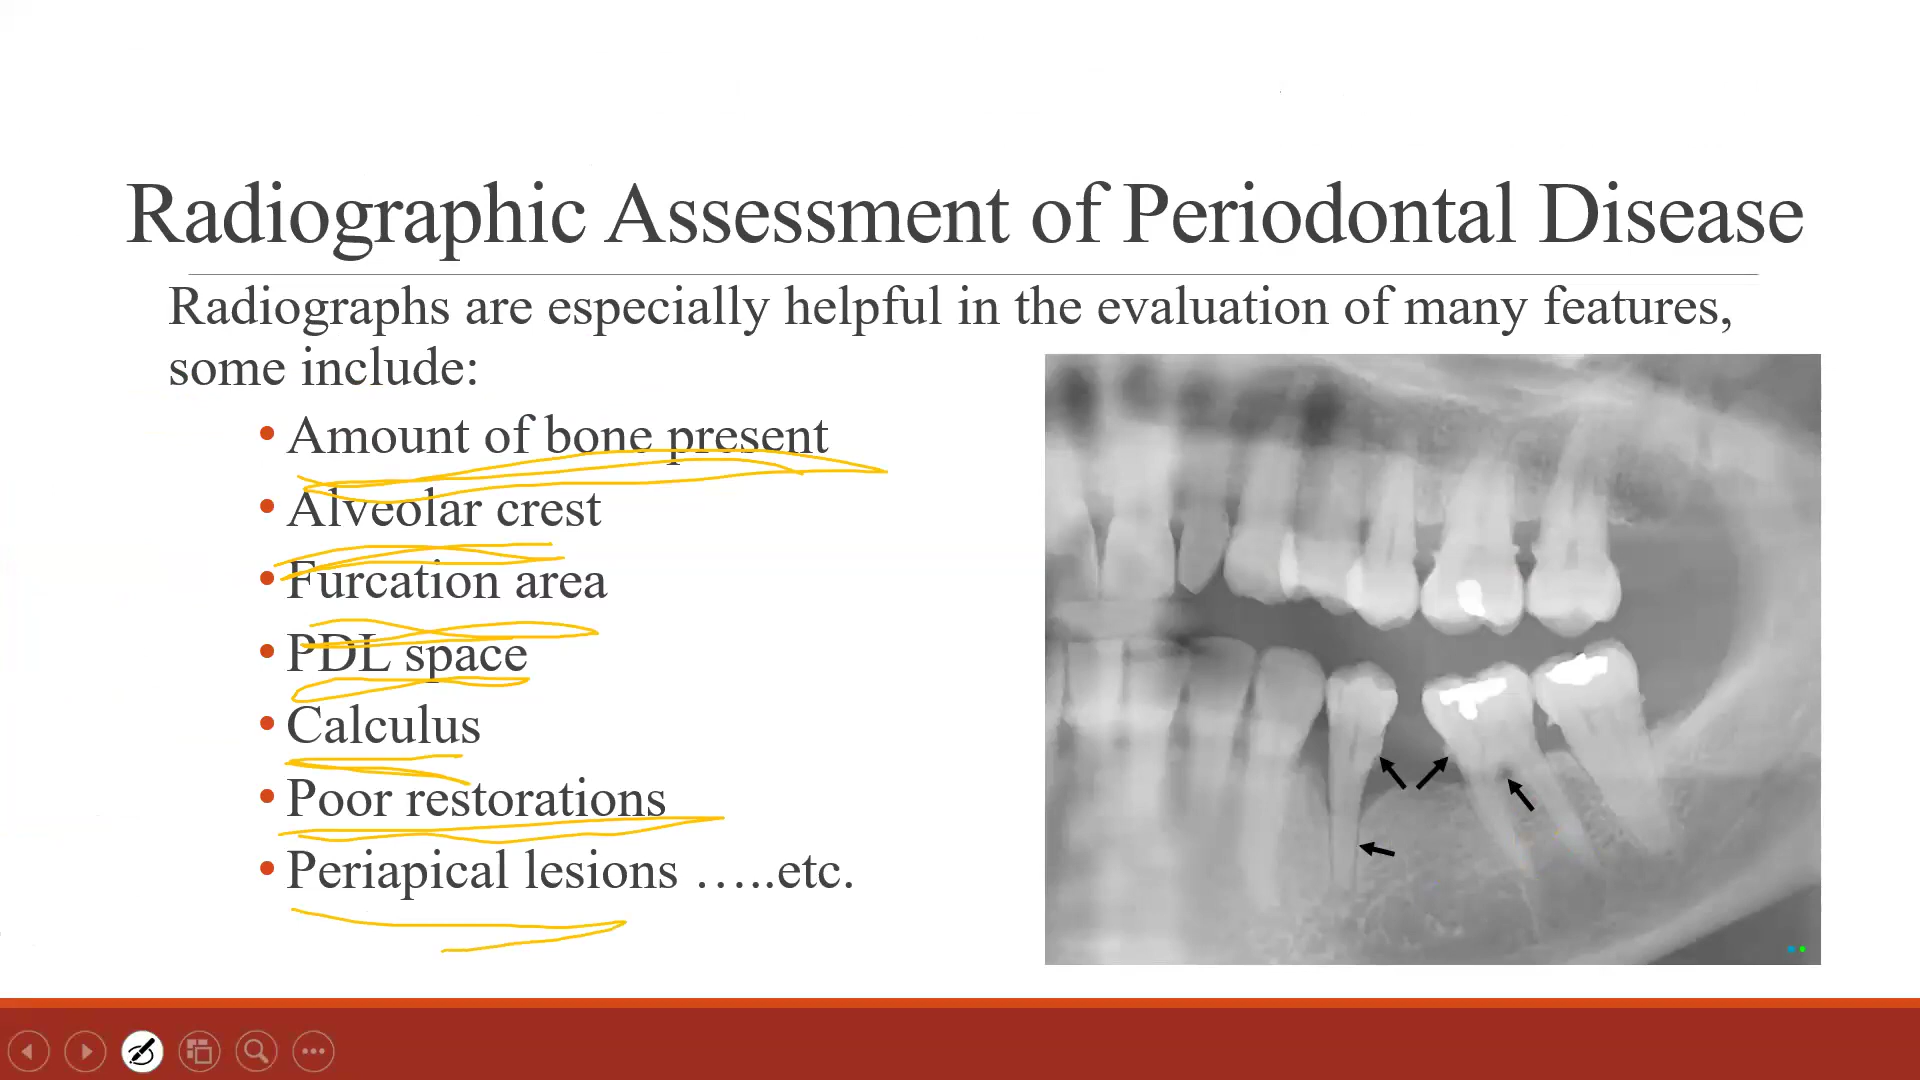 Radiographic Assessment of Periodontal Disease
Radiographs are especially helpful in the evaluation of many features,
some include:
• Amount of bone present
• Alveolar crest
• Furcation area
• PDL space
• Calculus
• Poor restorations
• Periapical lesions …..etc.